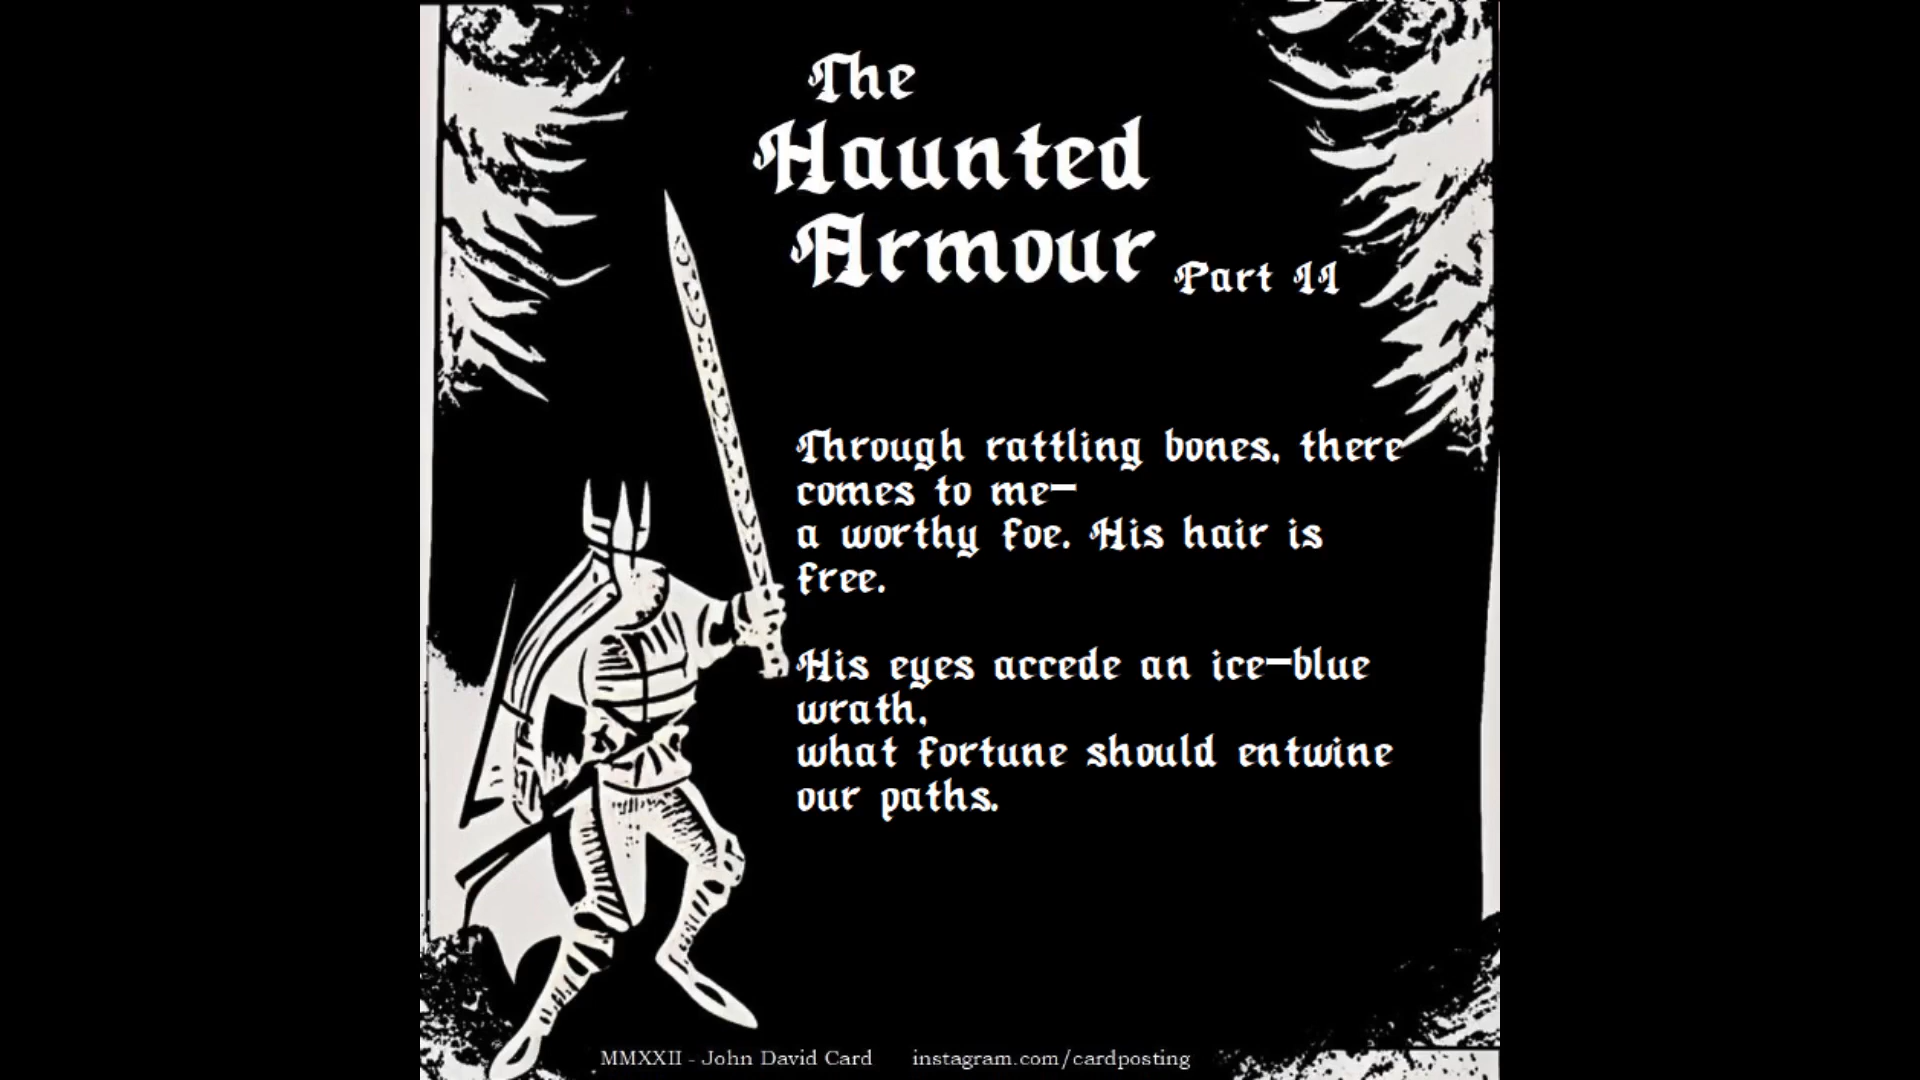 The
Haunted
Armour Part II
Through rattling bones, there
comes to me—
a worthy foe. His hair is
free.
His eyes accede an ice-blue
wrath,
what fortune should entwine
our paths.
MMXXII - John David Card instagram.com/cardposting